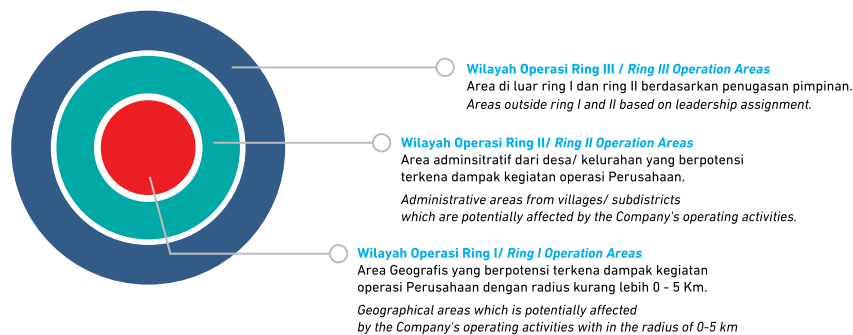 Wilayah Operasi Ring III / Ring III Operation Areas
Area di luar ring I dan ring II berdasarkan penugasan pimpinan.
Areas outside ring I and II based on leadership assignment.
Wilayah Operasi Ring II/ Ring II Operation Areas
Area adminsitratif dari desa/ kelurahan yang berpotensi
terkena dampak kegiatan operasi Perusahaan.
Administrative areas from villages/ subdistricts
which are potentially affected by the Company's operating activities.
Wilayah Operasi Ring I/ Ring I Operation Areas
Area Geografis yang berpotensi terkena dampak kegiatan
operasi Perusahaan dengan radius kurang lebih 0 - 5 Km.
Geographical areas which is potentially affected
by the Company's operating activities with in the radius of 0-5 km